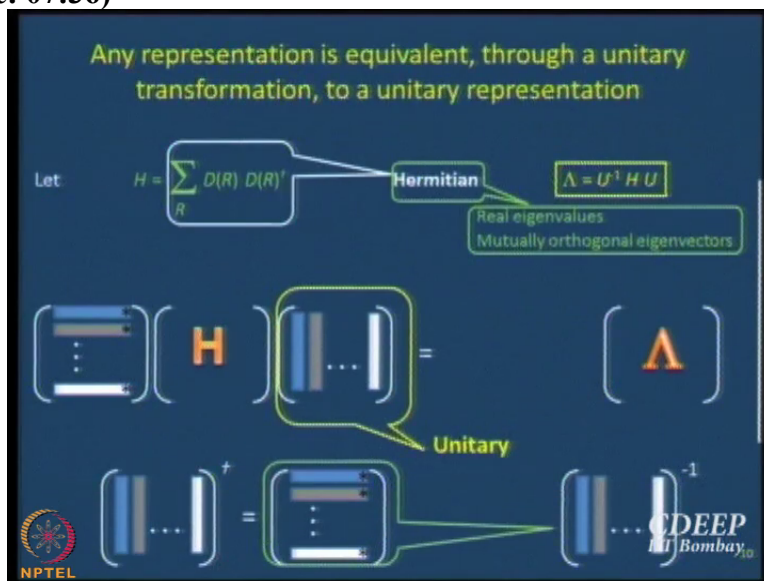 Any representation is equivalent, through a unitary
transformation, to a unitary representation
Let H = ∑ D(R) D(R)†
R
Hermitian
Λ = U⁻¹ H U
Real eigenvalues
Mutually orthogonal eigenvectors
H = Λ
Unitary
† = -1
CDEEP
IIT Bombay
NPTEL
10